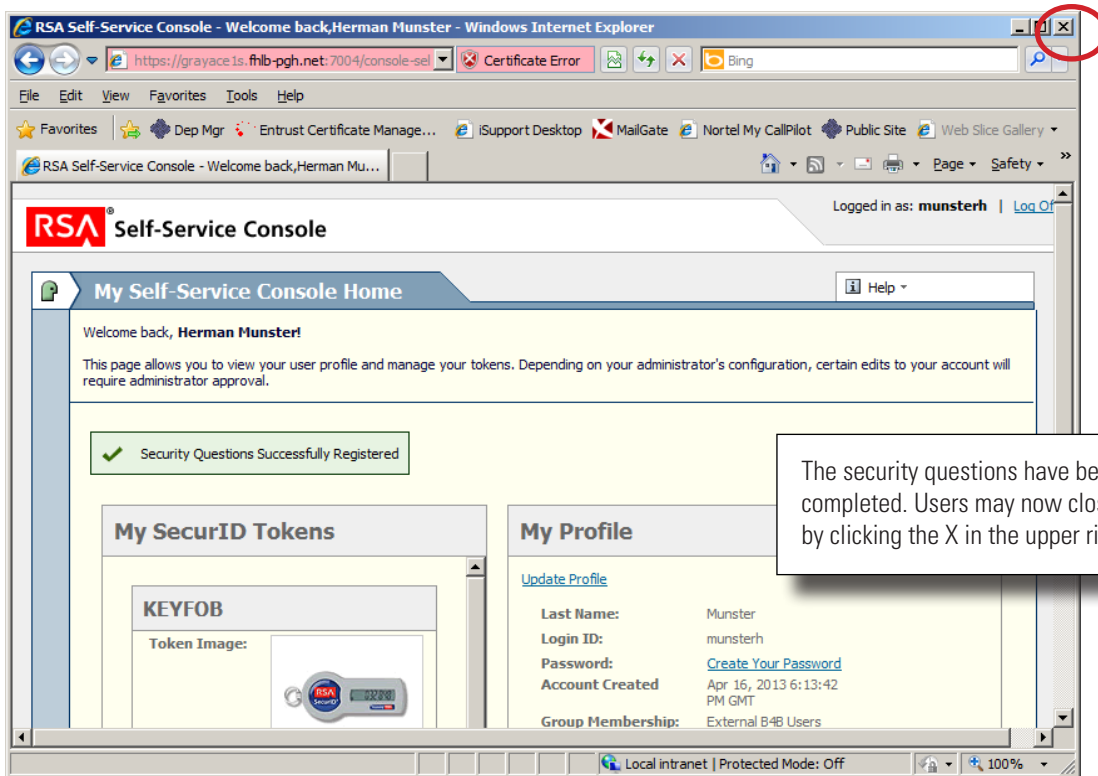 RSA Self-Service Console - Welcome back,Herman Munster - Windows Internet Explorer
https://grayace1s.fhlb-pgh.net:7004/console-sel
Certificate Error
Bing
File Edit View Favorites Tools Help
Favorites Dep Mgr Entrust Certificate Manage... iSupport Desktop MailGate Nortel My CallPilot Public Site Web Slice Gallery
RSA Self-Service Console - Welcome back,Herman Mu...
Page Safety »
Logged in as: munsterh | Log Of
RSA® Self-Service Console
My Self-Service Console Home
Help
Welcome back, Herman Munster!
This page allows you to view your user profile and manage your tokens. Depending on your administrator's configuration, certain edits to your account will
require administrator approval.
Security Questions Successfully Registered
The security questions have be
completed. Users may now clo
by clicking the X in the upper ri
My SecurID Tokens
KEYFOB
Token Image:
RSA
SecurID
My Profile
Update Profile
Last Name: Munster
Login ID: munsterh
Password: Create Your Password
Account Created Apr 16, 2013 6:13:42
PM GMT
Group Membership: External B4B Users
Local intranet | Protected Mode: Off
100%